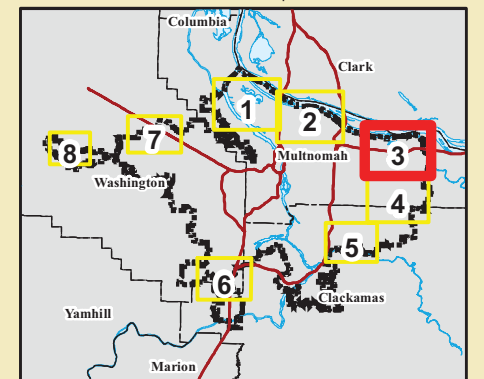 Columbia
Clark
1
2
7
3
Multnomah
8
Washington
4
5
6
Clackamas
Yamhill
Marion